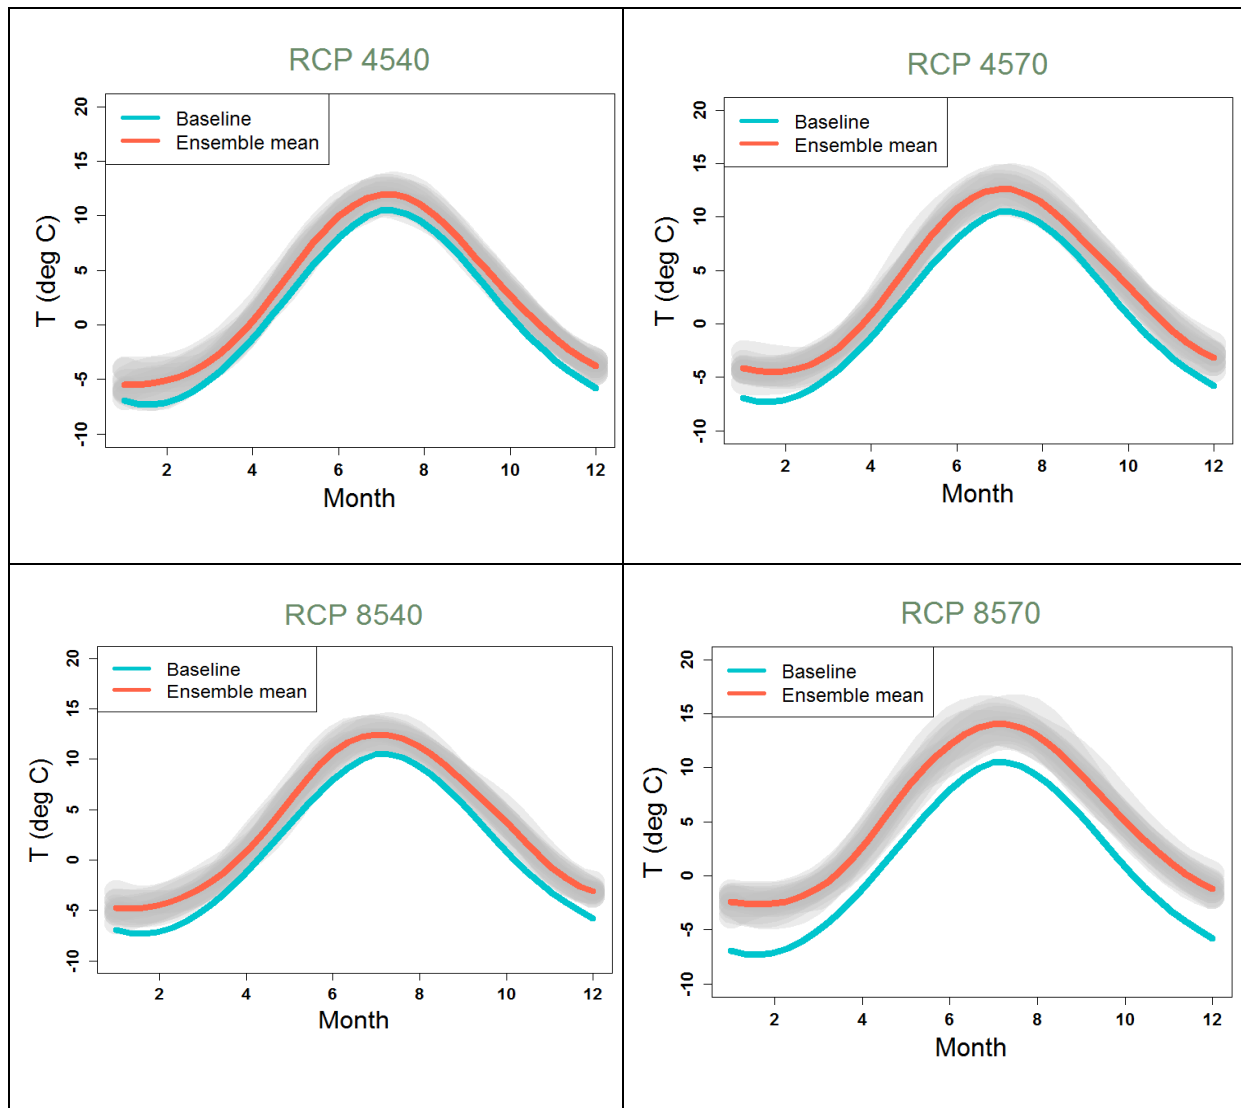 RCP 4540
Baseline
Ensemble mean
20
15
10
5
0
-5
-10
T (deg C)
2 4 6 8 10 12
Month
RCP 4570
Baseline
Ensemble mean
20
15
10
5
0
-5
-10
T (deg C)
2 4 6 8 10 12
Month
RCP 8540
Baseline
Ensemble mean
20
15
10
5
0
-5
-10
T (deg C)
2 4 6 8 10 12
Month
RCP 8570
Baseline
Ensemble mean
20
15
10
5
0
-5
-10
T (deg C)
2 4 6 8 10 12
Month